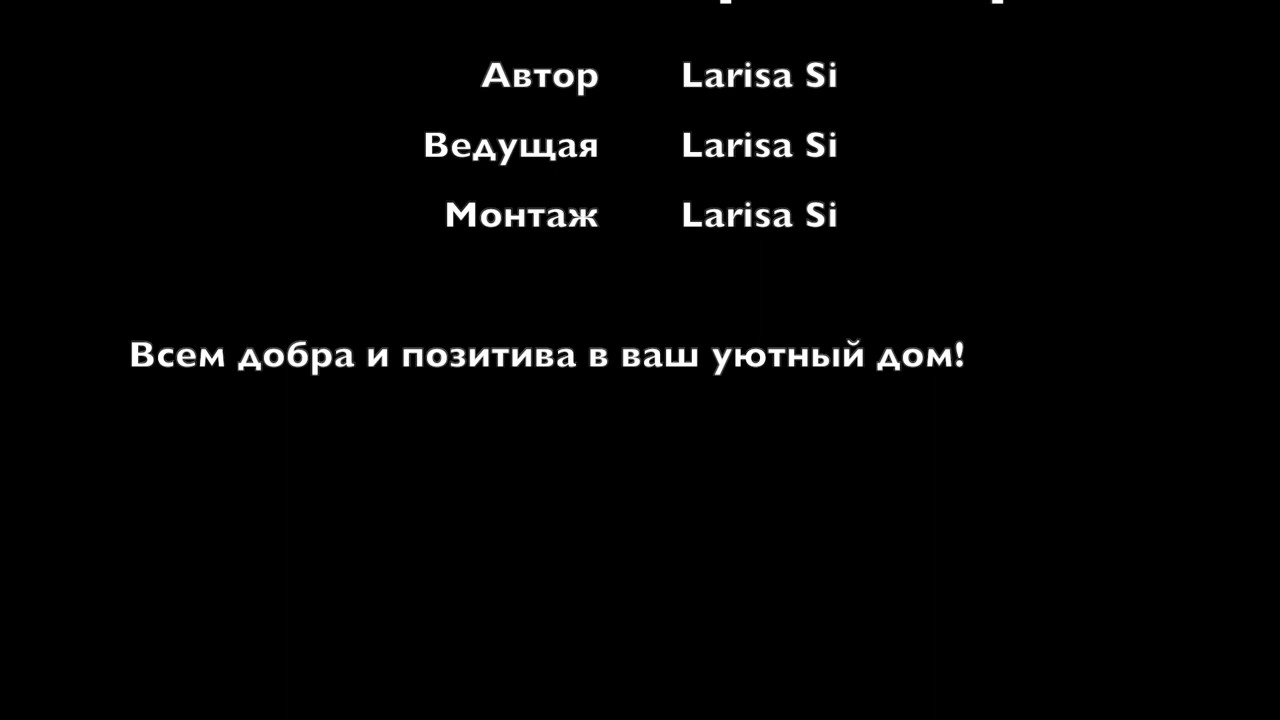 Автор Larisa Si
Ведущая Larisa Si
Монтаж Larisa Si
Всем добра и позитива в ваш уютный дом!